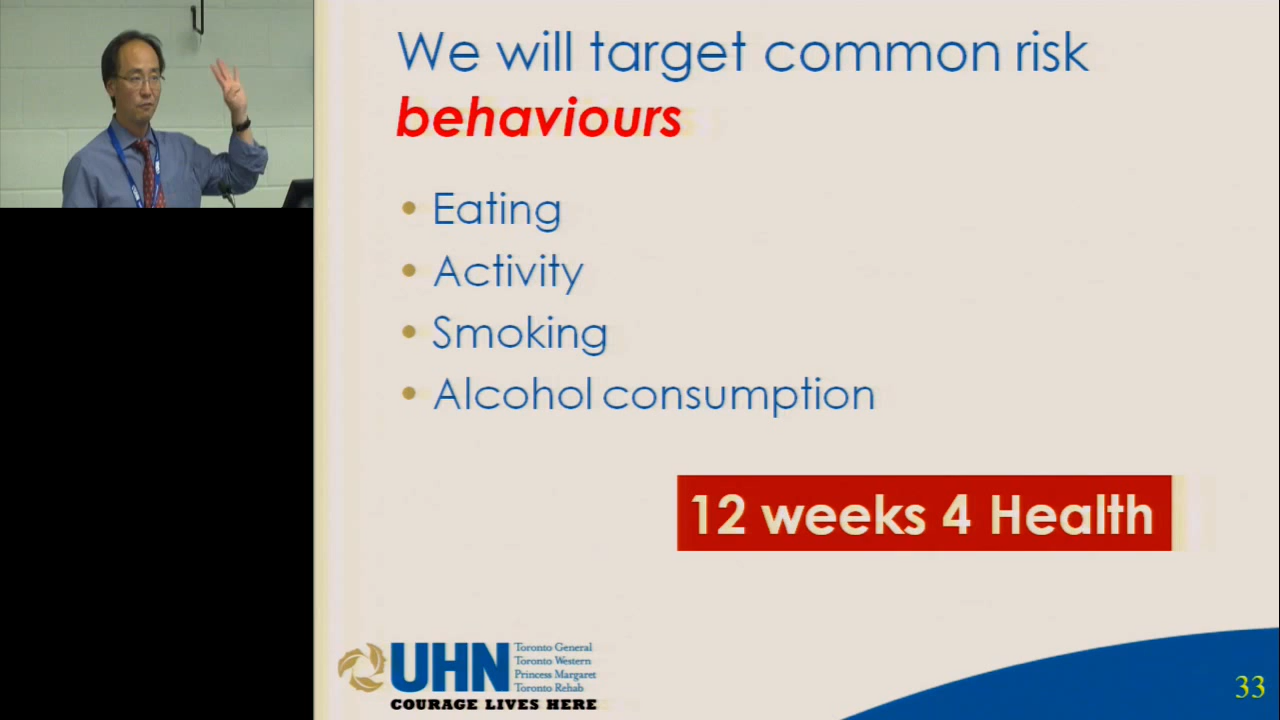 We will target common risk
behaviours
• Eating
• Activity
• Smoking
• Alcohol consumption
12 weeks 4 Health
UHN
Toronto General
Toronto Western
Princess Margaret
Toronto Rehab
COURAGE LIVES HERE
33